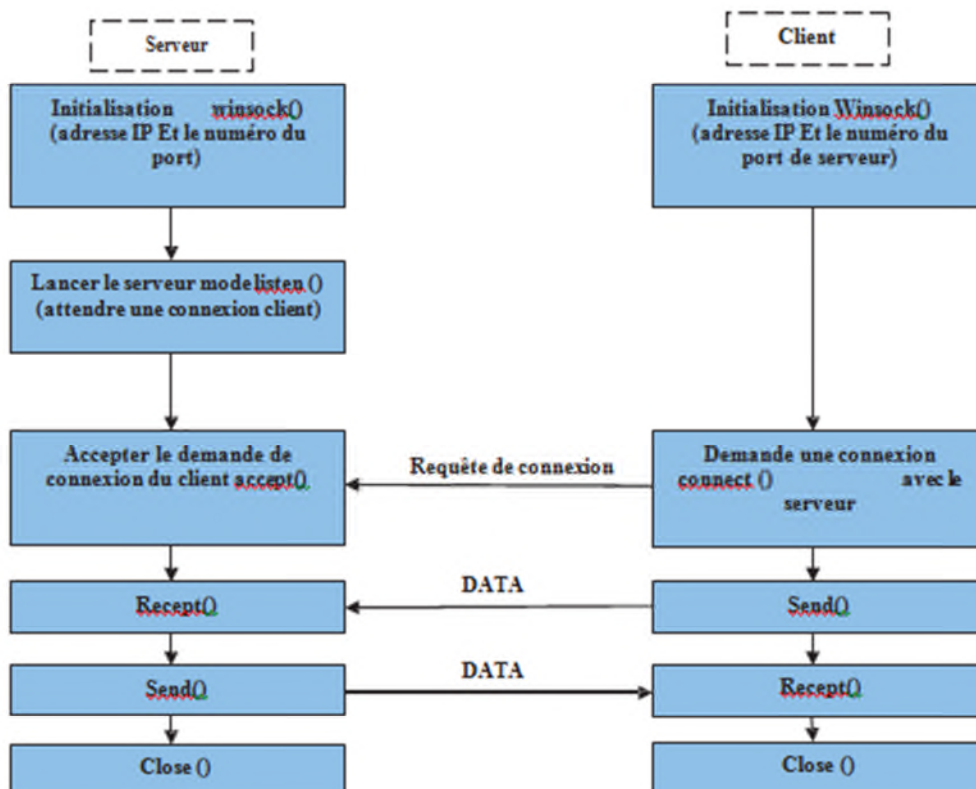 Serveur
Client
Initialisation winsock()
(adresse IP Et le numéro du
port)
Initialisation Winsock()
(adresse IP Et le numéro du
port de serveur)
Lancer le serveur mode listen ()
(attendre une connexion client)
Accepter le demande de
connexion du client accept()
Requête de connexion
Demande une connexion
connect () avec le
serveur
Recept()
DATA
Send()
Send()
DATA
Recept()
Close ()
Close ()